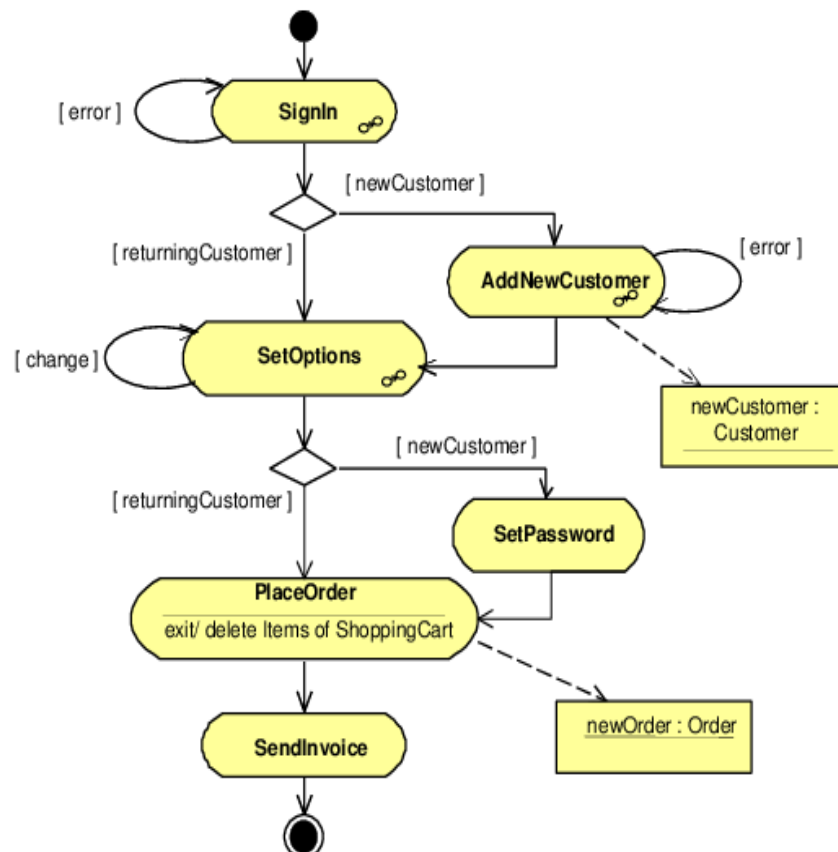 [ error ]
SignIn
[ newCustomer ]
[ returningCustomer ]
[ error ]
AddNewCustomer
[ change ]
SetOptions
newCustomer :
Customer
[ newCustomer ]
[ returningCustomer ]
SetPassword
PlaceOrder
exit/ delete Items of ShoppingCart
newOrder : Order
SendInvoice